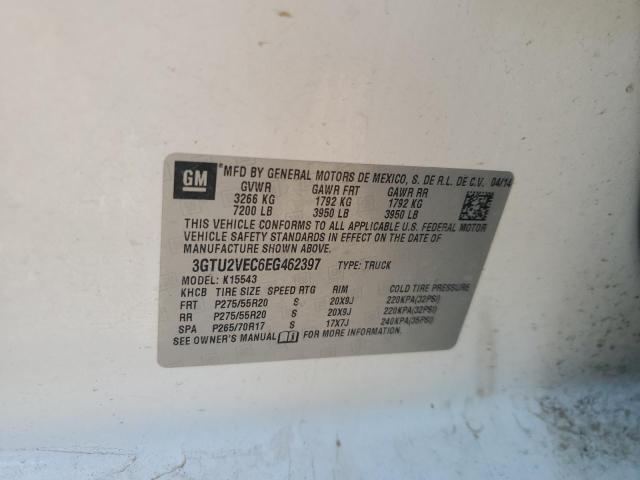 GM *MFD BY GENERAL MOTORS DE MEXICO, S. DE R.L. DE C.V. 04/14
GVWR GAWR FRT GAWR RR
3266 KG 1792 KG 1792 KG
7200 LB 3950 LB 3950 LB
THIS VEHICLE CONFORMS TO ALL APPLICABLE U.S. FEDERAL MOTOR
VEHICLE SAFETY STANDARDS IN EFFECT ON THE DATE OF
MANUFACTURE SHOWN ABOVE.
3GTU2VEC6EG462397 TYPE: TRUCK
MODEL: K15543
KHCB TIRE SIZE SPEED RTG RIM COLD TIRE PRESSURE
FRT P275/55R20 S 20X9J 220KPA(32PSI)
RR P275/55R20 S 20X9J 220KPA(32PSI)
SPA P265/70R17 S 17X7J 240KPA(35PSI)
SEE OWNER'S MANUAL FOR MORE INFORMATION.